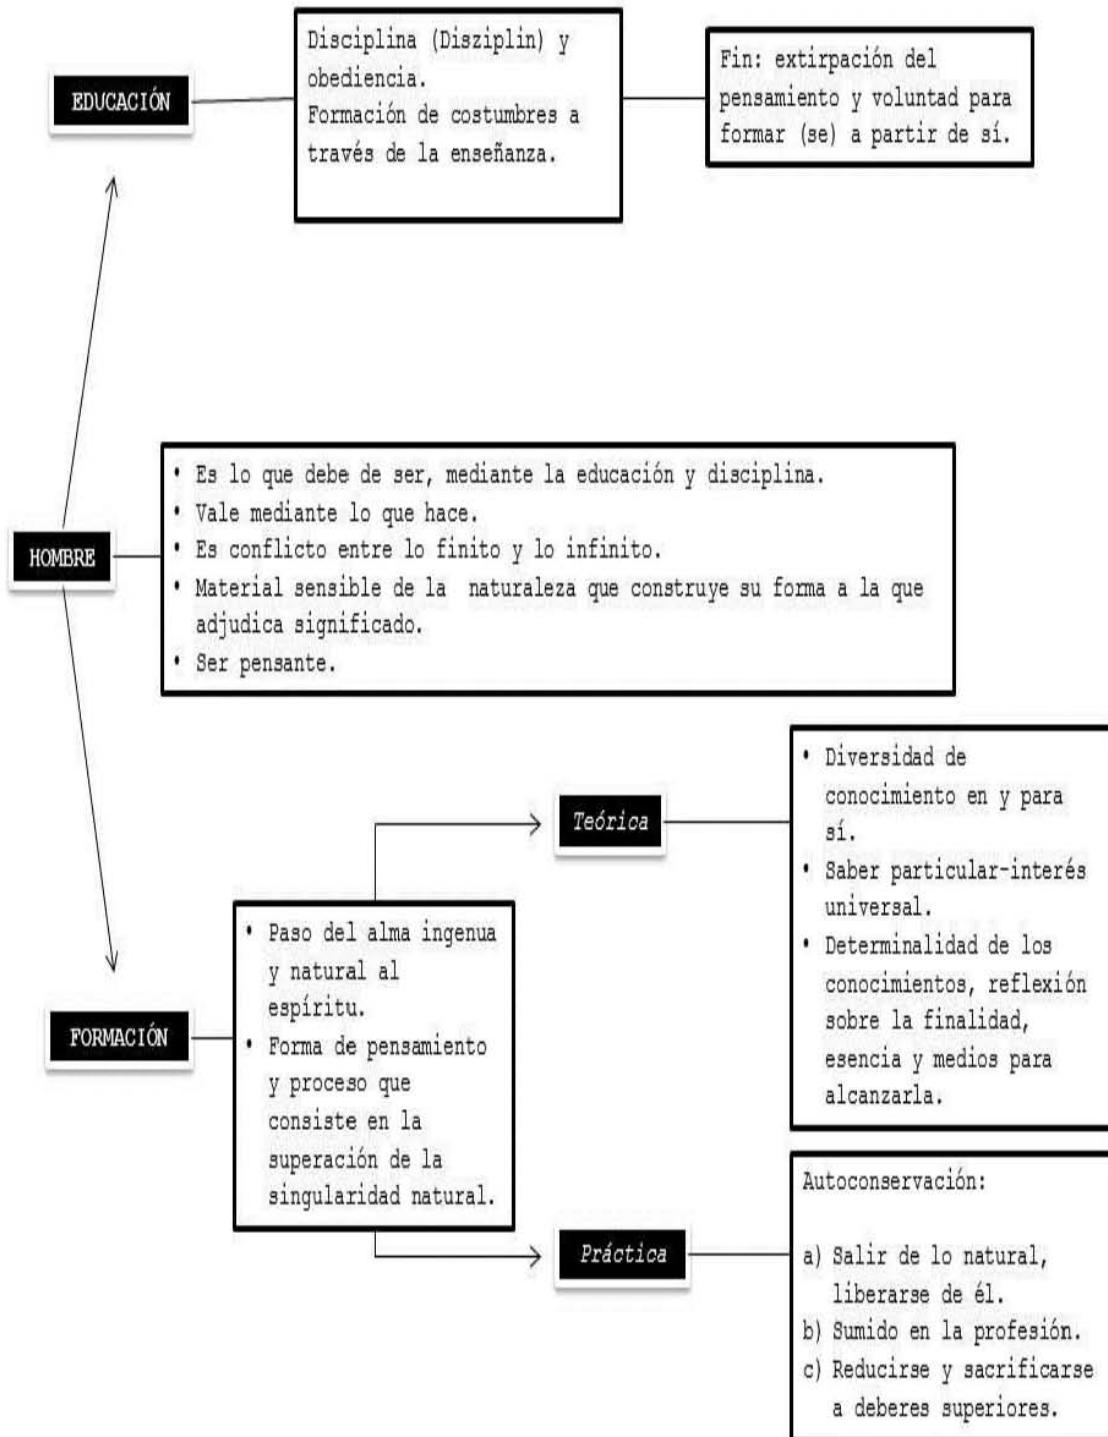 EDUCACIÓN
Disciplina (Disziplin) y
obediencia.
Formación de costumbres a
través de la enseñanza.
Fin: extirpación del
pensamiento y voluntad para
formar (se) a partir de sí.
HOMBRE
• Es lo que debe de ser, mediante la educación y disciplina.
• Vale mediante lo que hace.
• Es conflicto entre lo finito y lo infinito.
• Material sensible de la naturaleza que construye su forma a la que
adjudica significado.
• Ser pensante.
FORMACIÓN
• Paso del alma ingenua
y natural al
espíritu.
• Forma de pensamiento
y proceso que
consiste en la
superación de la
singularidad natural.
Teórica
• Diversidad de
conocimiento en y para
sí.
• Saber particular-interés
universal.
• Determinalidad de los
conocimientos, reflexión
sobre la finalidad,
esencia y medios para
alcanzarla.
Práctica
Autoconservación:
a) Salir de lo natural,
liberarse de él.
b) Sumido en la profesión.
c) Reducirse y sacrificarse
a deberes superiores.